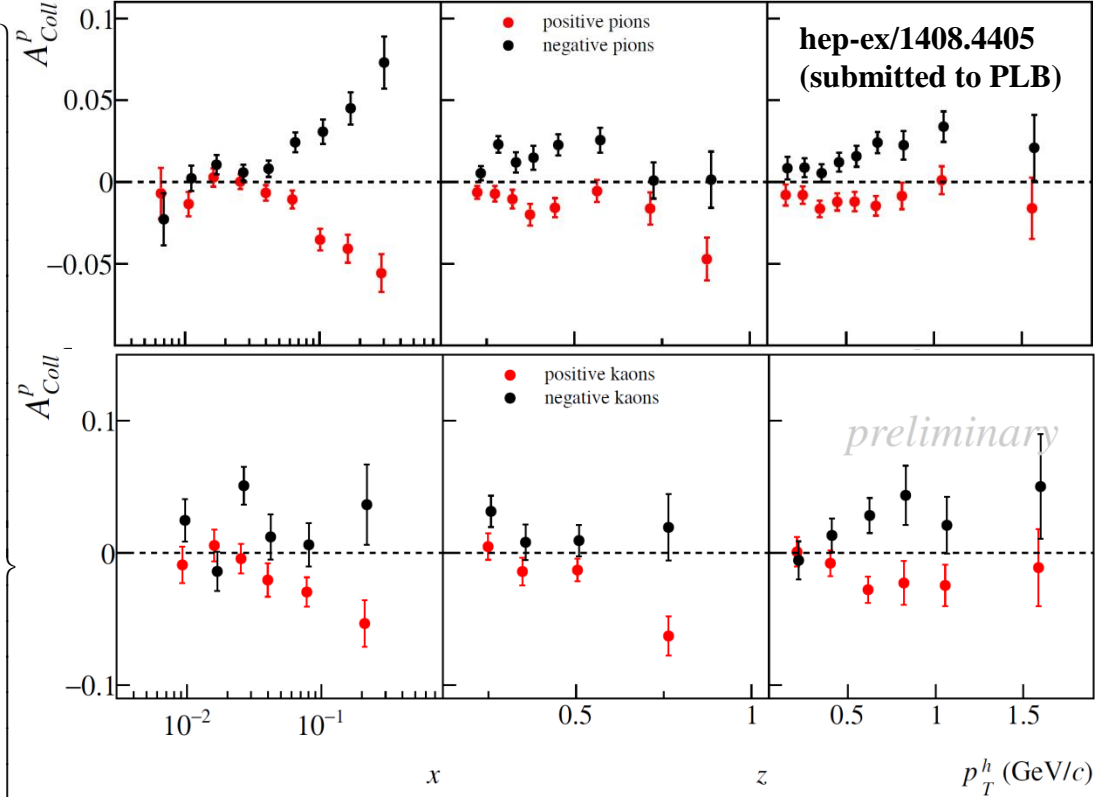 A^p_Coll
0.1
0.05
0
−0.05
positive pions
negative pions
hep-ex/1408.4405
(submitted to PLB)
A^p_Coll
0.1
0
−0.1
positive kaons
negative kaons
preliminary
10^−2 10^−1
0.5 1
0.5 1 1.5
x
z
p_T^h (GeV/c)